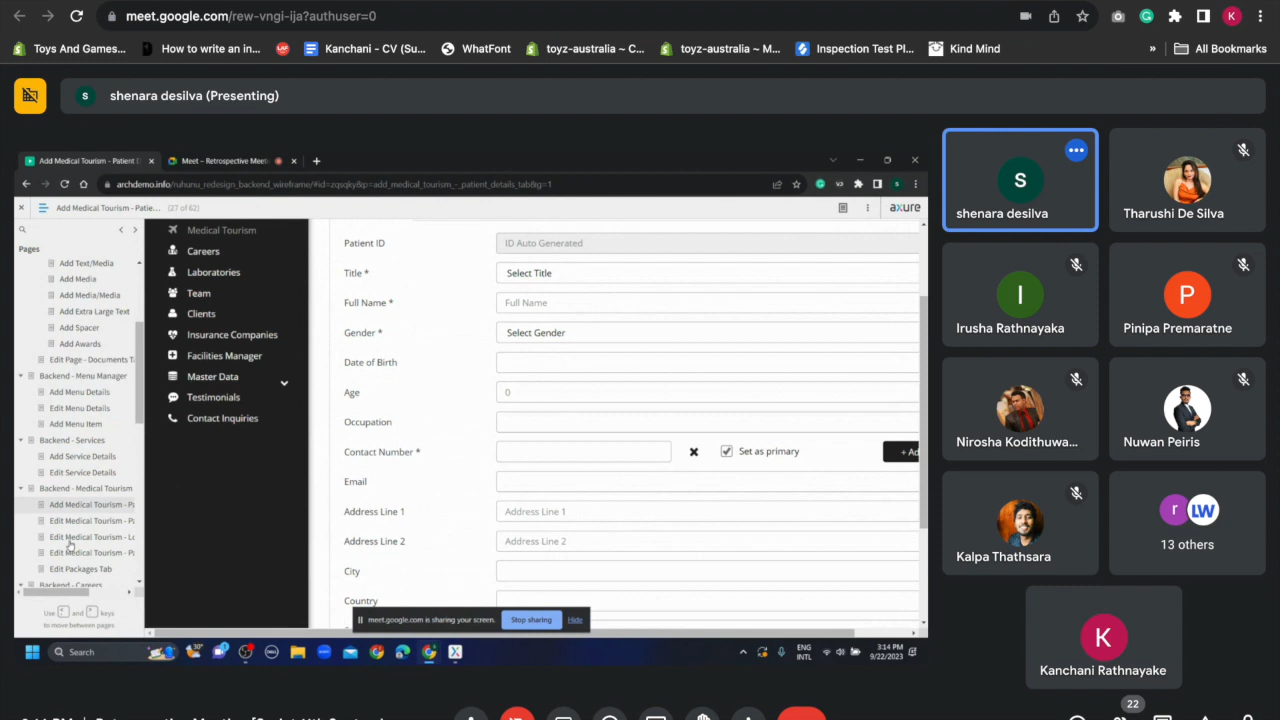 meet.google.com/rew-vngi-ija?authuser=0
K
Toys And Games...
How to write an in...
Kanchani - CV (Su...
WhatFont
toyz-australia ~ C...
toyz-australia ~ M...
Inspection Test Pl...
Kind Mind
»
All Bookmarks
S
shenara desilva (Presenting)
Add Medical Tourism - Patient D
Meet – Retrospective Meeti
archdemo.info/ruhunu_redesign_backend_wireframe/#id=zqsqky&p=add_medical_tourism_-_patient_details_tab&g=1
Add Medical Tourism - Patie... (27 of 62)
axure
Pages
Add Text/Media
Add Media
Add Media/Media
Add Extra Large Text
Add Spacer
Add Awards
Edit Page - Documents T
Backend - Menu Manager
Add Menu Details
Edit Menu Details
Add Menu Item
Backend - Services
Add Service Details
Edit Service Details
Backend - Medical Tourism
Add Medical Tourism - Pa
Edit Medical Tourism - Pa
Edit Medical Tourism - Lo
Edit Medical Tourism - Pa
Edit Packages Tab
Backend - Careers
Use < and > keys
to move between pages
Medical Tourism
Careers
Laboratories
Team
Clients
Insurance Companies
Facilities Manager
Master Data
Testimonials
Contact Inquiries
Patient ID
ID Auto Generated
Title *
Select Title
Full Name *
Full Name
Gender *
Select Gender
Date of Birth
Age
0
Occupation
Contact Number *
Set as primary
+ Ad
Email
Address Line 1
Address Line 1
Address Line 2
Address Line 2
City
Country
meet.google.com is sharing your screen.
Stop sharing
Hide
Search
30°
ENG
INTL
3:14 PM
9/22/2023
S
shenara desilva
Tharushi De Silva
I
Irusha Rathnayaka
P
Pinipa Premaratne
Nirosha Kodithuwa...
Nuwan Peiris
Kalpa Thathsara
r
LW
13 others
K
Kanchani Rathnayake
22